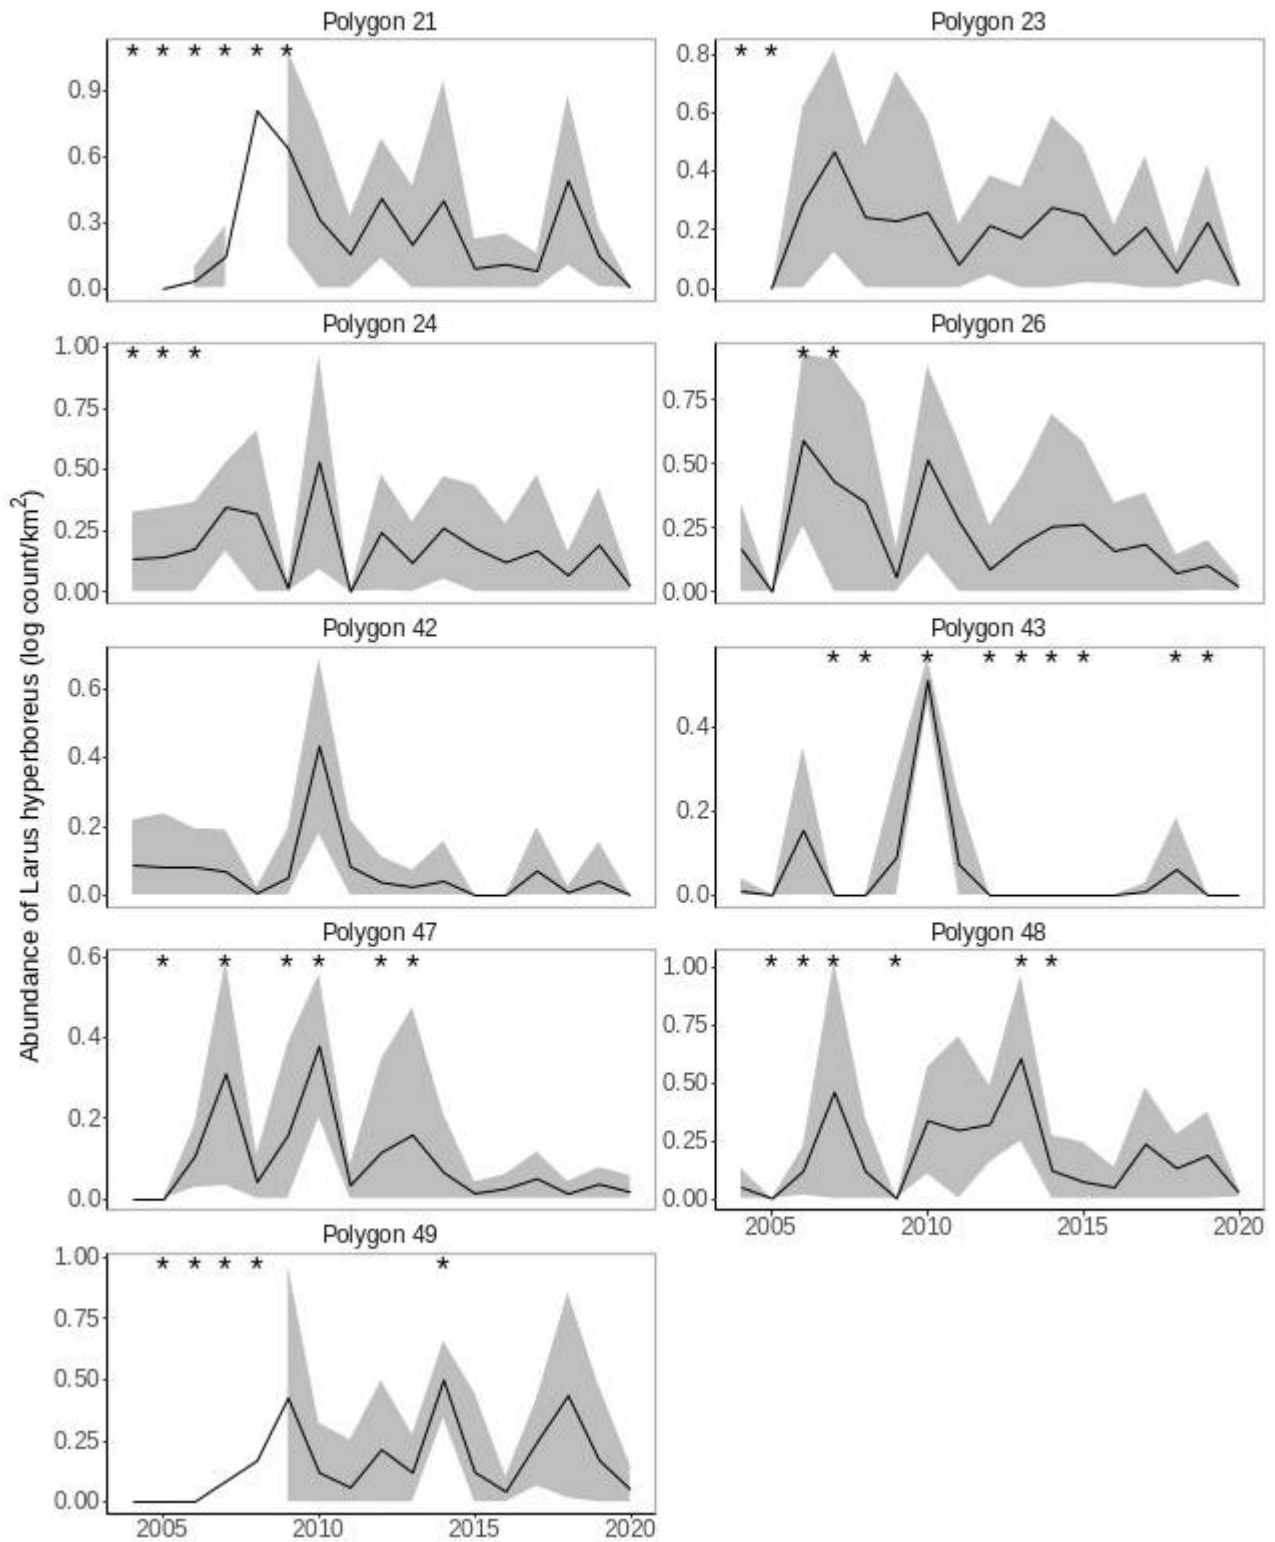 Polygon 21
* * * * * *
0.9
0.6
0.3
0.0
Polygon 23
* *
0.8
0.6
0.4
0.2
0.0
Polygon 24
* * *
1.00
0.75
0.50
0.25
0.00
Polygon 26
* *
0.75
0.50
0.25
0.00
Abundance of Larus hyperboreus (log count/km²)
Polygon 42
0.6
0.4
0.2
0.0
Polygon 43
* * * * * * * * *
0.4
0.2
0.0
Polygon 47
* * * * * *
0.6
0.4
0.2
0.0
Polygon 48
* * * * * *
1.00
0.75
0.50
0.25
0.00
2005 2010 2015 2020
Polygon 49
* * * * *
1.00
0.75
0.50
0.25
0.00
2005 2010 2015 2020